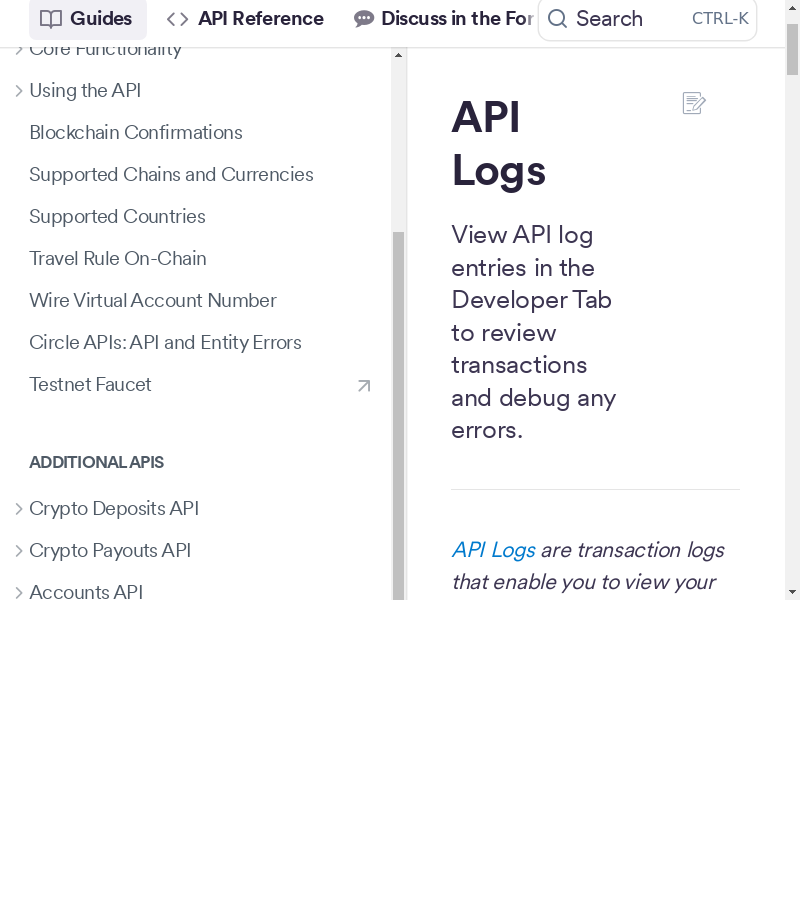 Guides
API Reference
Discuss in the For
Search
CTRL-K
Core Functionality
Using the API
Blockchain Confirmations
Supported Chains and Currencies
Supported Countries
Travel Rule On-Chain
Wire Virtual Account Number
Circle APIs: API and Entity Errors
Testnet Faucet
ADDITIONAL APIS
Crypto Deposits API
Crypto Payouts API
Accounts API
API
Logs
View API log
entries in the
Developer Tab
to review
transactions
and debug any
errors.
API Logs are transaction logs
that enable you to view your